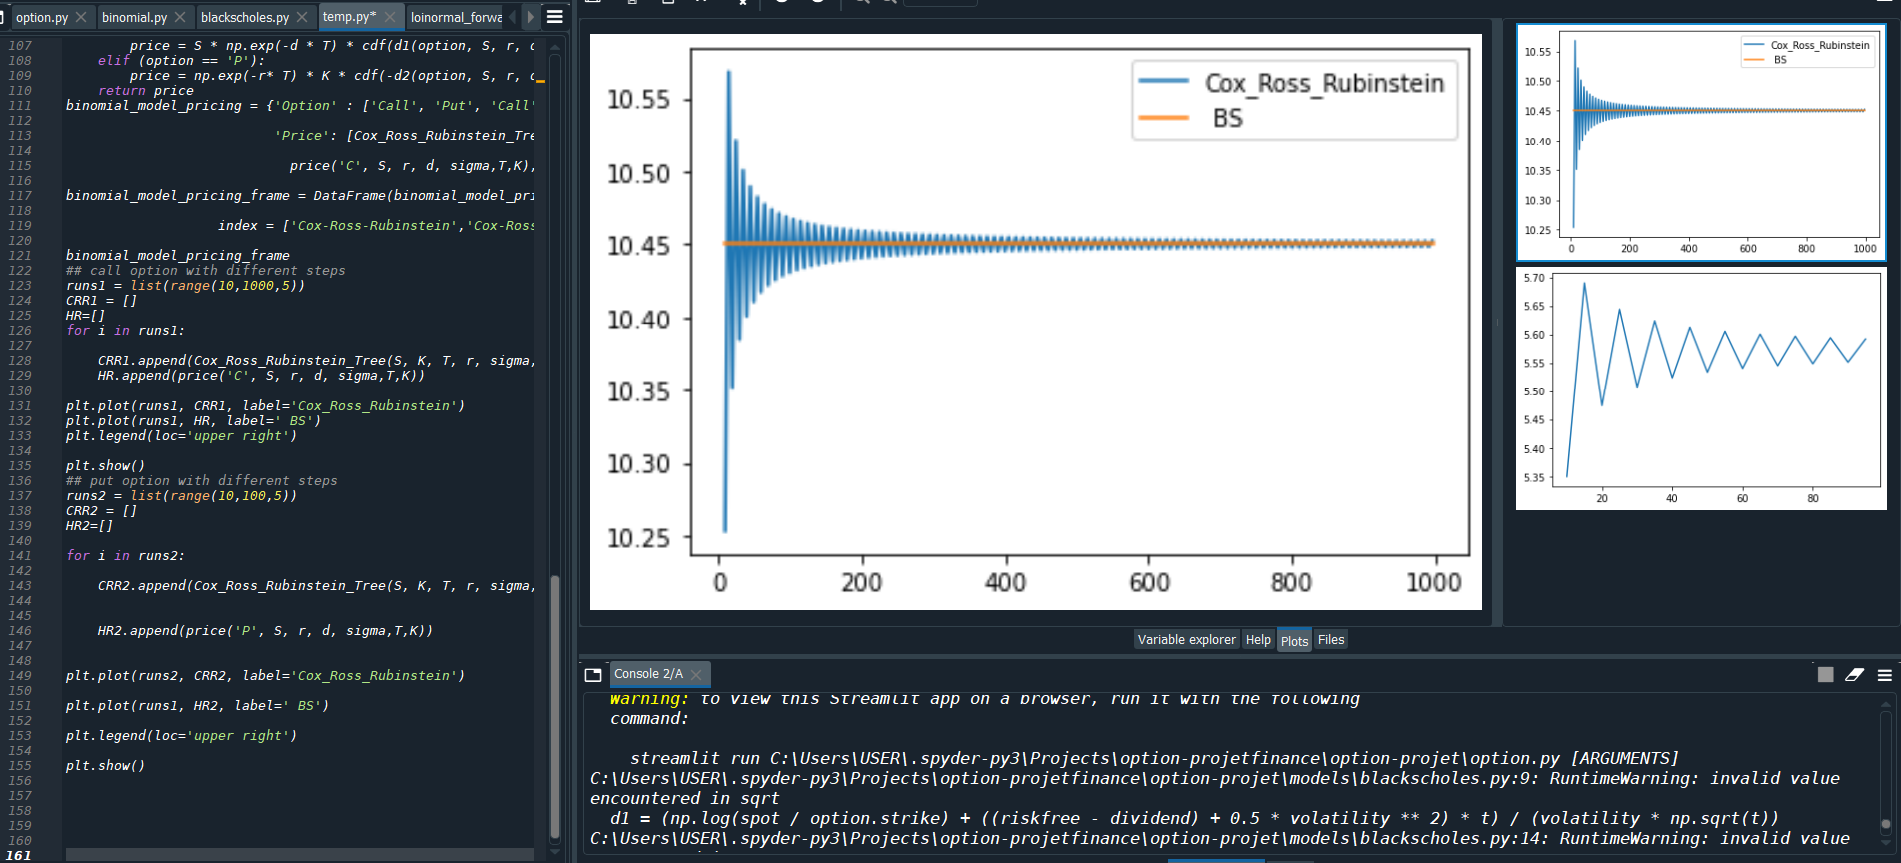 option.py
binomial.py
blackscholes.py
temp.py*
loinormal_forwa
107 price = S * np.exp(-d * T) * cdf(d1(option, S, r,
108 elif (option == 'P'):
109 price = np.exp(-r* T) * K * cdf(-d2(option, S, r,
110 return price
111 binomial_model_pricing = {'Option' : ['Call', 'Put', 'Call'
112
113 'Price': [Cox_Ross_Rubinstein_Tre
114
115 price('C', S, r, d, sigma,T,K),
116
117 binomial_model_pricing_frame = DataFrame(binomial_model_pri
118
119 index = ['Cox-Ross-Rubinstein','Cox-Ross
120
121 binomial_model_pricing_frame
122 ## call option with different steps
123 runs1 = list(range(10,1000,5))
124 CRR1 = []
125 HR=[]
126 for i in runs1:
127
128 CRR1.append(Cox_Ross_Rubinstein_Tree(S, K, T, r, sigma,
129 HR.append(price('C', S, r, d, sigma,T,K))
130
131 plt.plot(runs1, CRR1, label='Cox_Ross_Rubinstein')
132 plt.plot(runs1, HR, label=' BS')
133 plt.legend(loc='upper right')
134
135 plt.show()
136 ## put option with different steps
137 runs2 = list(range(10,100,5))
138 CRR2 = []
139 HR2=[]
140
141 for i in runs2:
142
143 CRR2.append(Cox_Ross_Rubinstein_Tree(S, K, T, r, sigma,
144
145
146 HR2.append(price('P', S, r, d, sigma,T,K))
147
148
149 plt.plot(runs2, CRR2, label='Cox_Ross_Rubinstein')
150
151 plt.plot(runs1, HR2, label=' BS')
152
153 plt.legend(loc='upper right')
154
155 plt.show()
156
157
158
159
160
161
Cox_Ross_Rubinstein
BS
10.55
10.50
10.45
10.40
10.35
10.30
10.25
0 200 400 600 800 1000
Cox_Ross_Rubinstein
BS
10.55
10.50
10.45
10.40
10.35
10.30
10.25
0 200 400 600 800 1000
5.70
5.65
5.60
5.55
5.50
5.45
5.40
5.35
20 40 60 80
Variable explorer Help Plots Files
Console 2/A
Warning: to view this Streamlit app on a browser, run it with the following
command:
streamlit run C:\Users\USER\.spyder-py3\Projects\option-projetfinance\option-projet\option.py [ARGUMENTS]
C:\Users\USER\.spyder-py3\Projects\option-projetfinance\option-projet\models\blackscholes.py:9: RuntimeWarning: invalid value
encountered in sqrt
d1 = (np.log(spot / option.strike) + ((riskfree - dividend) + 0.5 * volatility ** 2) * t) / (volatility * np.sqrt(t))
C:\Users\USER\.spyder-py3\Projects\option-projetfinance\option-projet\models\blackscholes.py:14: RuntimeWarning: invalid value